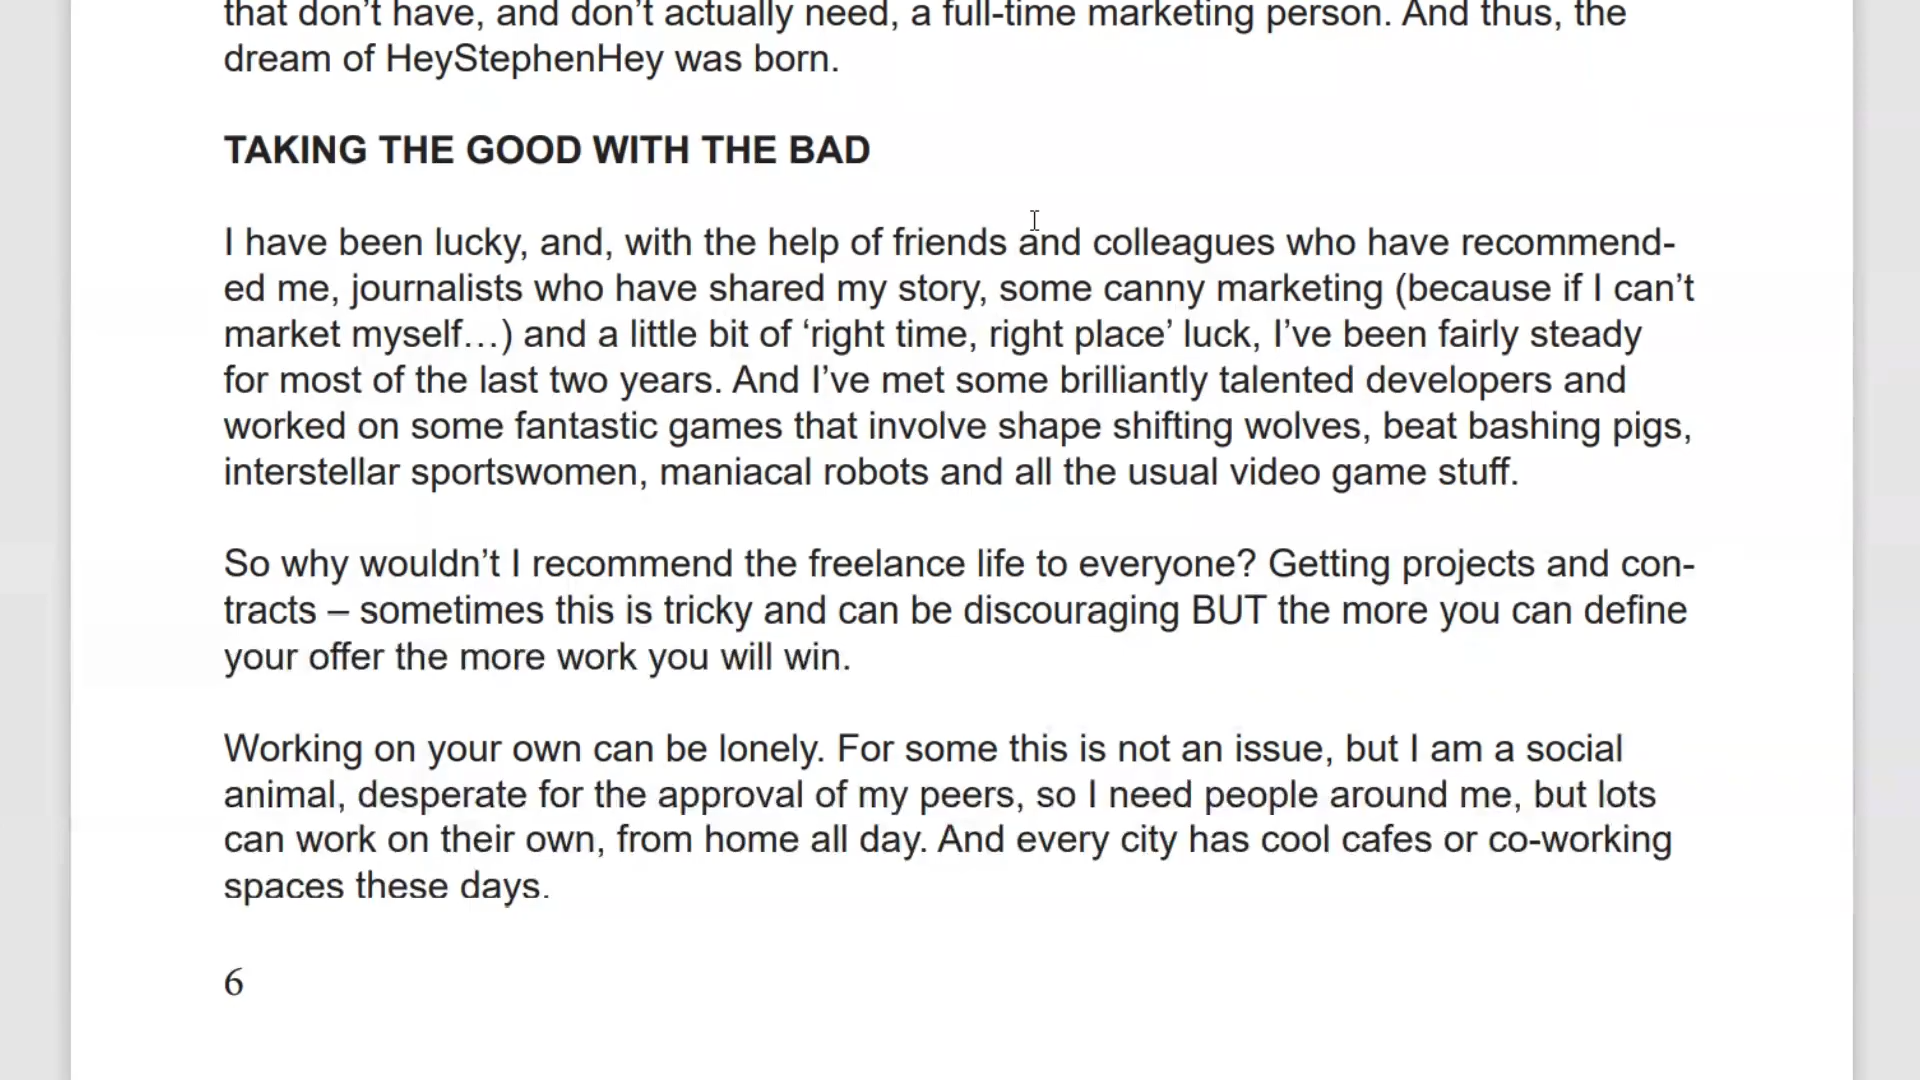 that don’t have, and don’t actually need, a full-time marketing person. And thus, the
dream of HeyStephenHey was born.
TAKING THE GOOD WITH THE BAD
I have been lucky, and, with the help of friends and colleagues who have recommend-
ed me, journalists who have shared my story, some canny marketing (because if I can’t
market myself…) and a little bit of ‘right time, right place’ luck, I’ve been fairly steady
for most of the last two years. And I’ve met some brilliantly talented developers and
worked on some fantastic games that involve shape shifting wolves, beat bashing pigs,
interstellar sportswomen, maniacal robots and all the usual video game stuff.
So why wouldn’t I recommend the freelance life to everyone? Getting projects and con-
tracts – sometimes this is tricky and can be discouraging BUT the more you can define
your offer the more work you will win.
Working on your own can be lonely. For some this is not an issue, but I am a social
animal, desperate for the approval of my peers, so I need people around me, but lots
can work on their own, from home all day. And every city has cool cafes or co-working
spaces these days.
6